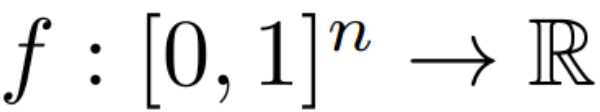 f : [0, 1]ⁿ → ℝ